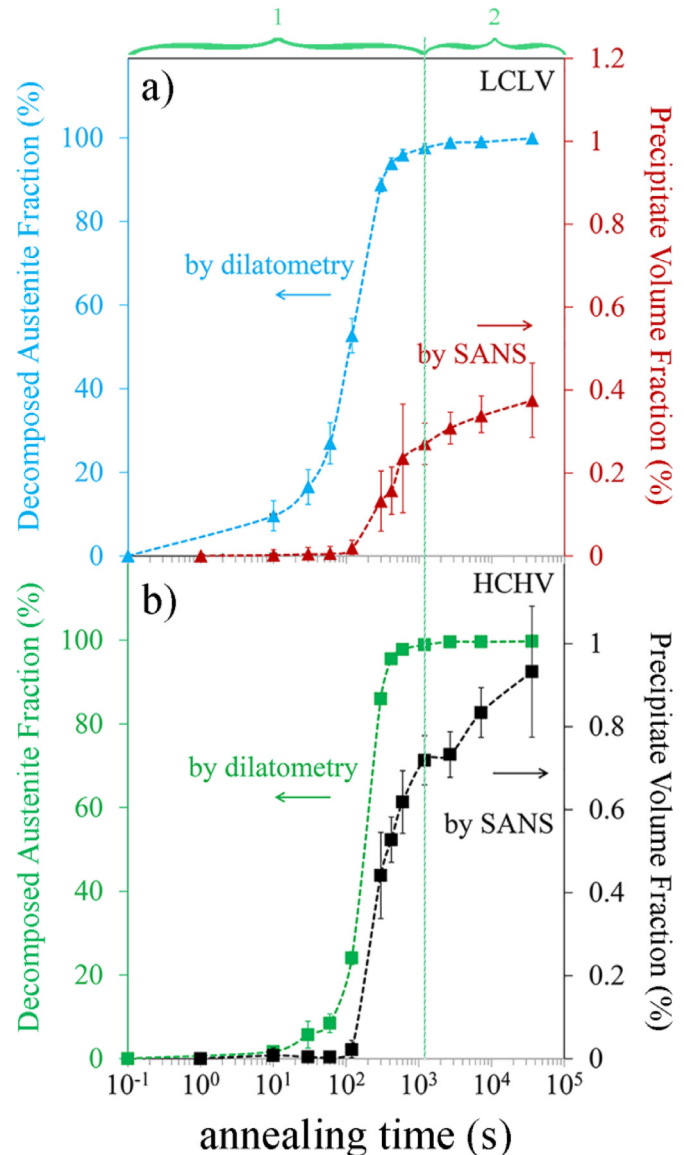 1 2
a) LCLV
Decomposed Austenite Fraction (%)
100
80
60
40
20
0
by dilatometry
by SANS
1.2
1
0.8
0.6
0.4
0.2
0
Precipitate Volume Fraction (%)
b) HCHV
Decomposed Austenite Fraction (%)
100
80
60
40
20
0
by dilatometry
by SANS
1
0.8
0.6
0.4
0.2
0
Precipitate Volume Fraction (%)
10⁻¹ 10⁰ 10¹ 10² 10³ 10⁴ 10⁵
annealing time (s)